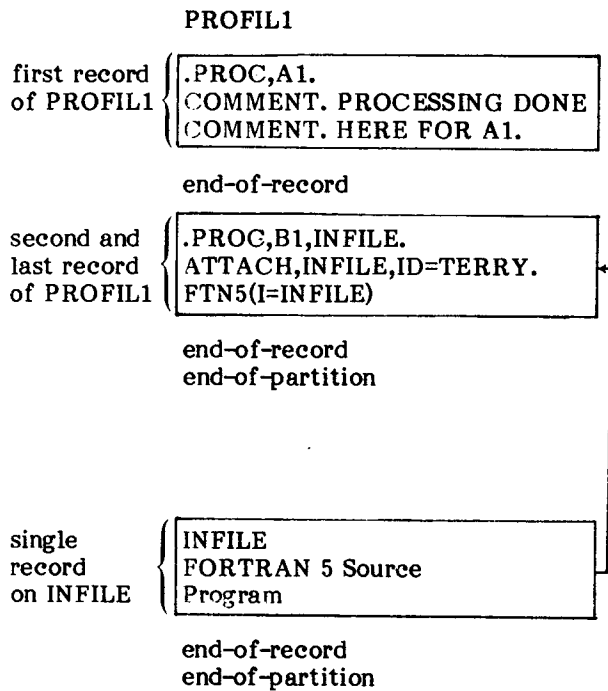 PROFIL1
first record
of PROFIL1
.PROC,A1.
COMMENT. PROCESSING DONE
COMMENT. HERE FOR A1.
end-of-record
second and
last record
of PROFIL1
.PROC,B1,INFILE.
ATTACH,INFILE,ID=TERRY.
FTN5(I=INFILE)
end-of-record
end-of-partition
single
record
on INFILE
INFILE
FORTRAN 5 Source
Program
end-of-record
end-of-partition